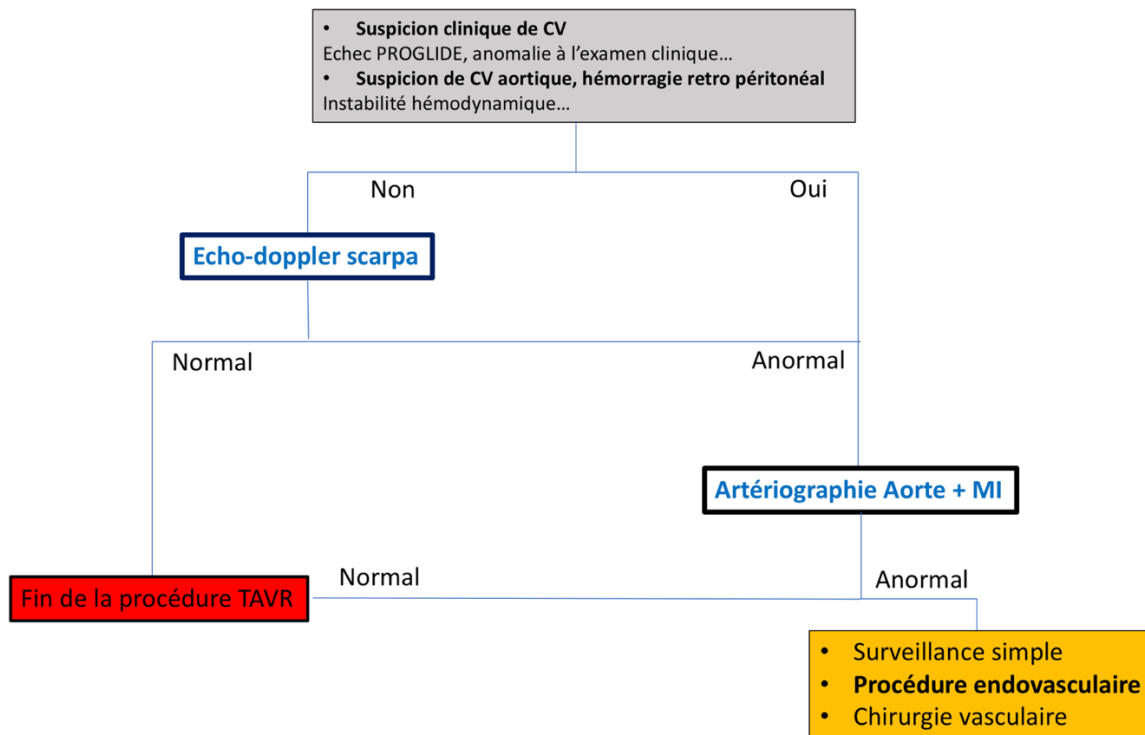 • Suspicion clinique de CV
Echec PROGLIDE, anomalie à l'examen clinique…
• Suspicion de CV aortique, hémorragie retro péritonéal
Instabilité hémodynamique…
Non
Oui
Echo-doppler scarpa
Normal
Anormal
Artériographie Aorte + MI
Normal
Anormal
Fin de la procédure TAVR
• Surveillance simple
• Procédure endovasculaire
• Chirurgie vasculaire